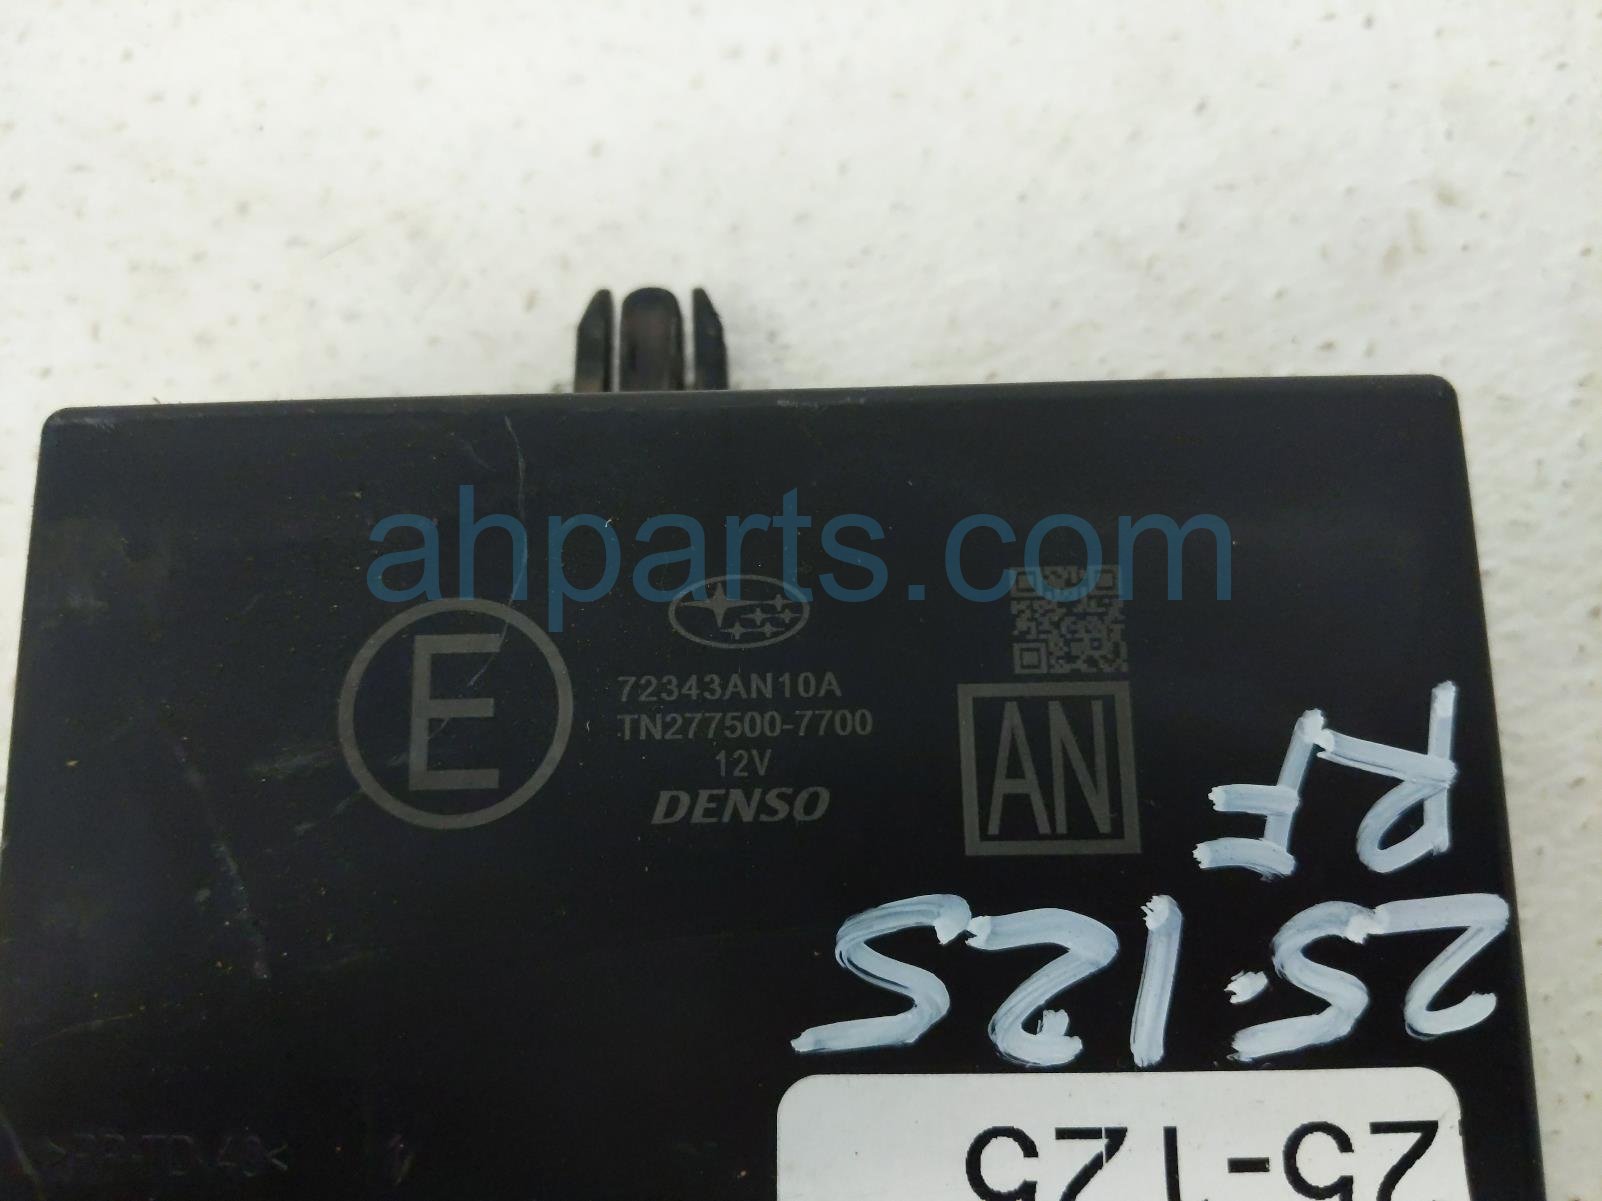 ahparts.com
E
72343AN10A
TN277500-7700
12V
DENSO
AN
RF
25.125
25-125